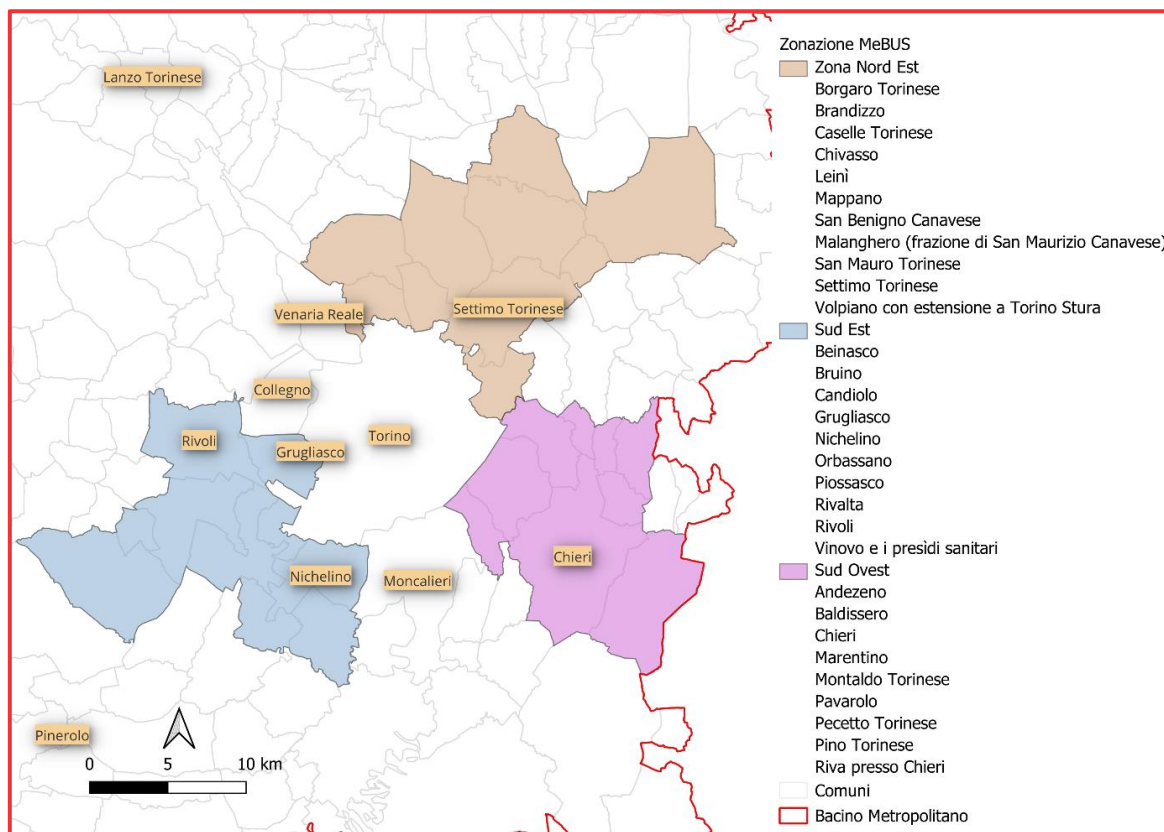 Lanzo Torinese
Venaria Reale
Settimo Torinese
Collegno
Rivoli
Grugliasco
Torino
Nichelino
Moncalieri
Chieri
Pinerolo
0 5 10 km
Zonazione MeBUS
Zona Nord Est
Borgaro Torinese
Brandizzo
Caselle Torinese
Chivasso
Leinì
Mappano
San Benigno Canavese
Malanghero (frazione di San Maurizio Canavese)
San Mauro Torinese
Settimo Torinese
Volpiano con estensione a Torino Stura
Sud Est
Beinasco
Bruino
Candiolo
Grugliasco
Nichelino
Orbassano
Piossasco
Rivalta
Rivoli
Vinovo e i presìdi sanitari
Sud Ovest
Andezeno
Baldissero
Chieri
Marentino
Montaldo Torinese
Pavarolo
Pecetto Torinese
Pino Torinese
Riva presso Chieri
Comuni
Bacino Metropolitano